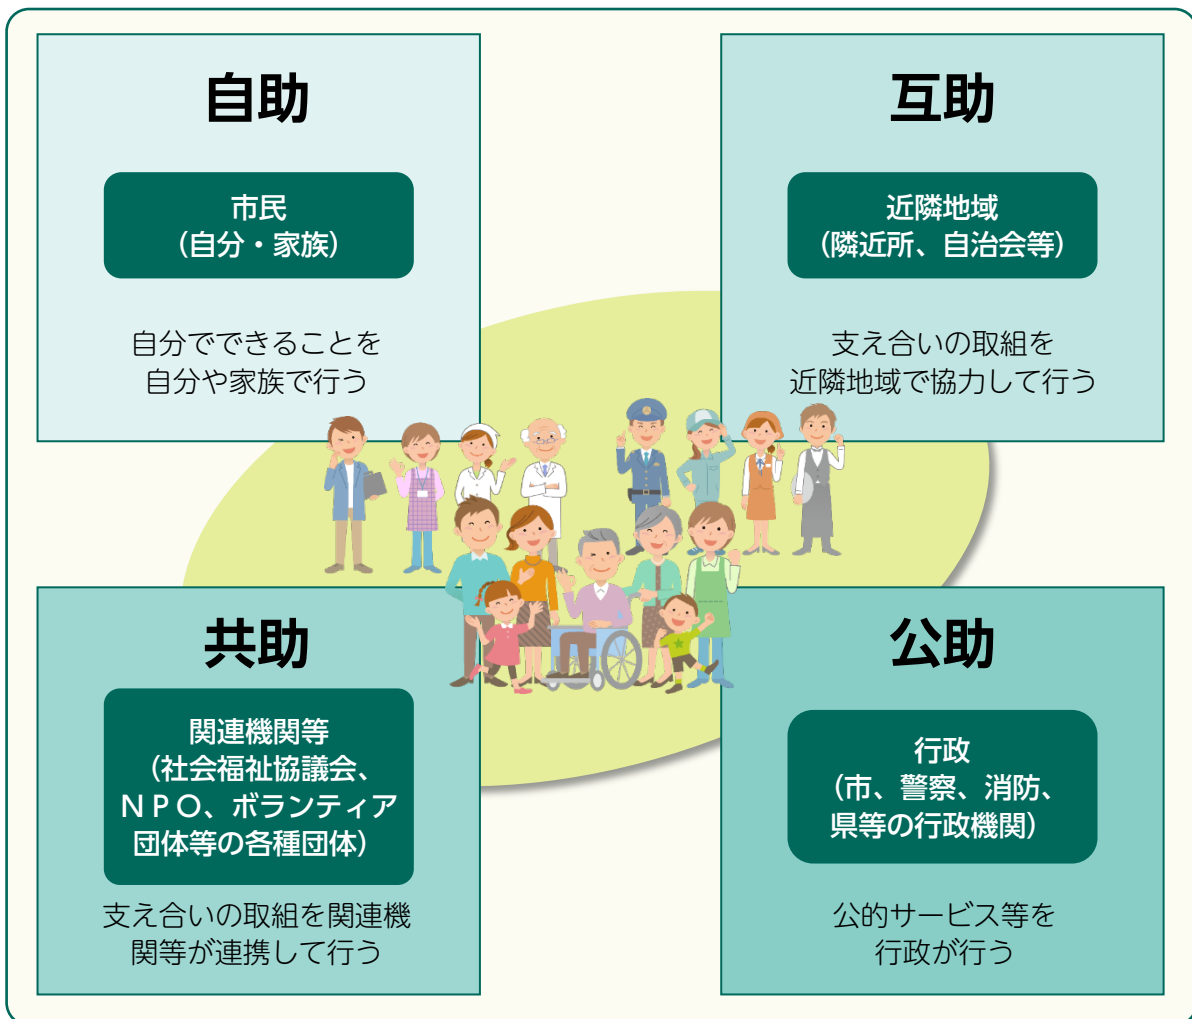 自助
市民
（自分・家族）
自分でできることを
自分や家族で行う
互助
近隣地域
（隣近所、自治会等）
支え合いの取組を
近隣地域で協力して行う
共助
関連機関等
（社会福祉協議会、
ＮＰＯ、ボランティア
団体等の各種団体）
支え合いの取組を関連機
関等が連携して行う
公助
行政
（市、警察、消防、
県等の行政機関）
公的サービス等を
行政が行う